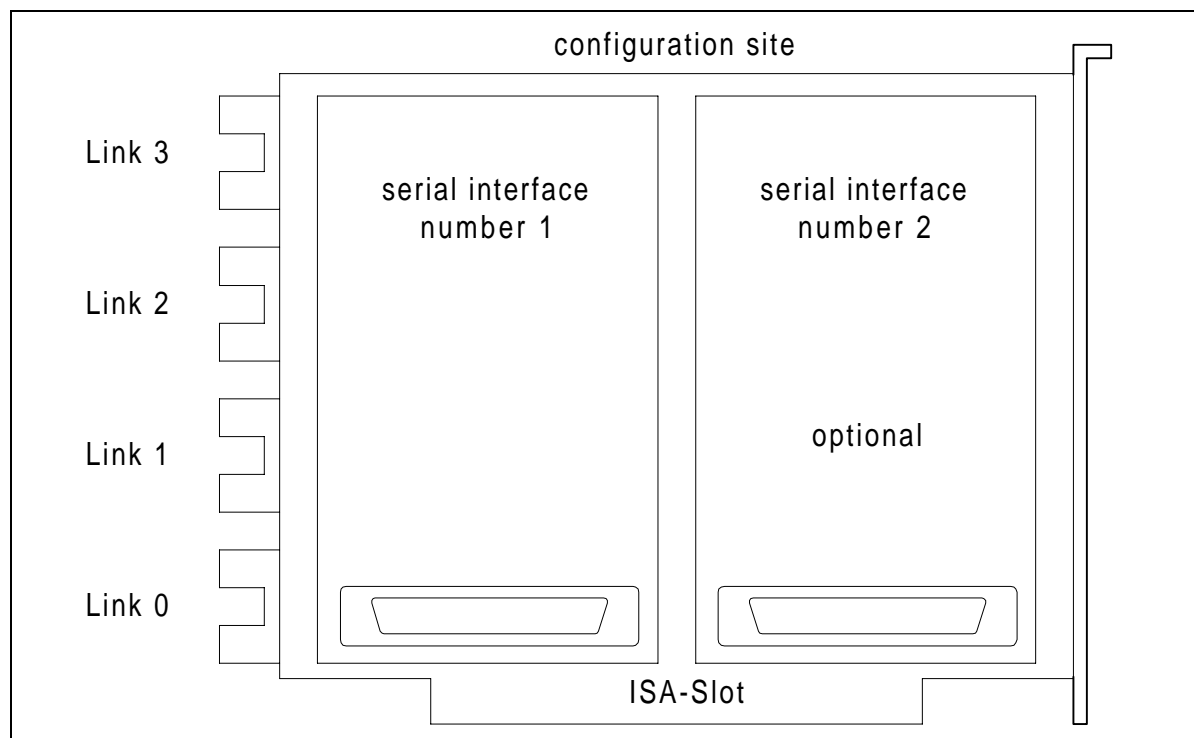 configuration site
Link 3
serial interface
number 1
serial interface
number 2
Link 2
Link 1
optional
Link 0
ISA-Slot